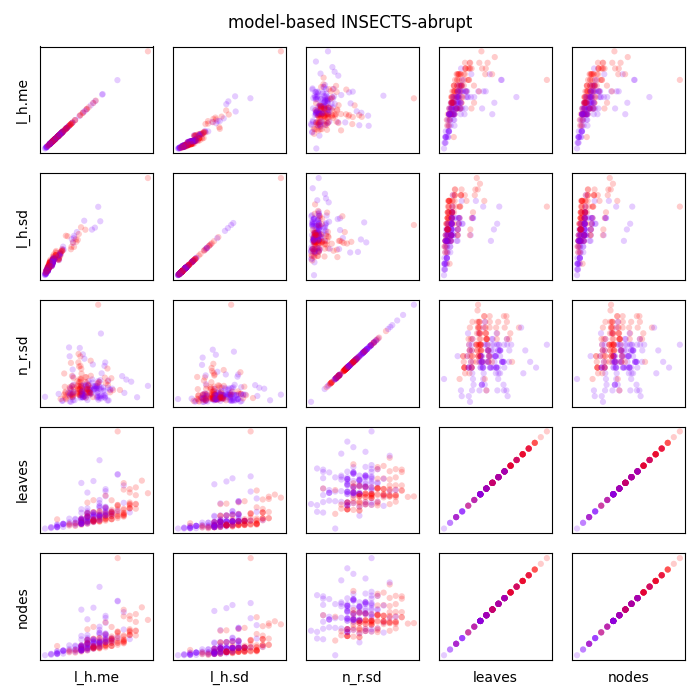 model-based INSECTS-abrupt
l_h.me
l_h.sd
n_r.sd
leaves
nodes
l_h.me l_h.sd n_r.sd leaves nodes